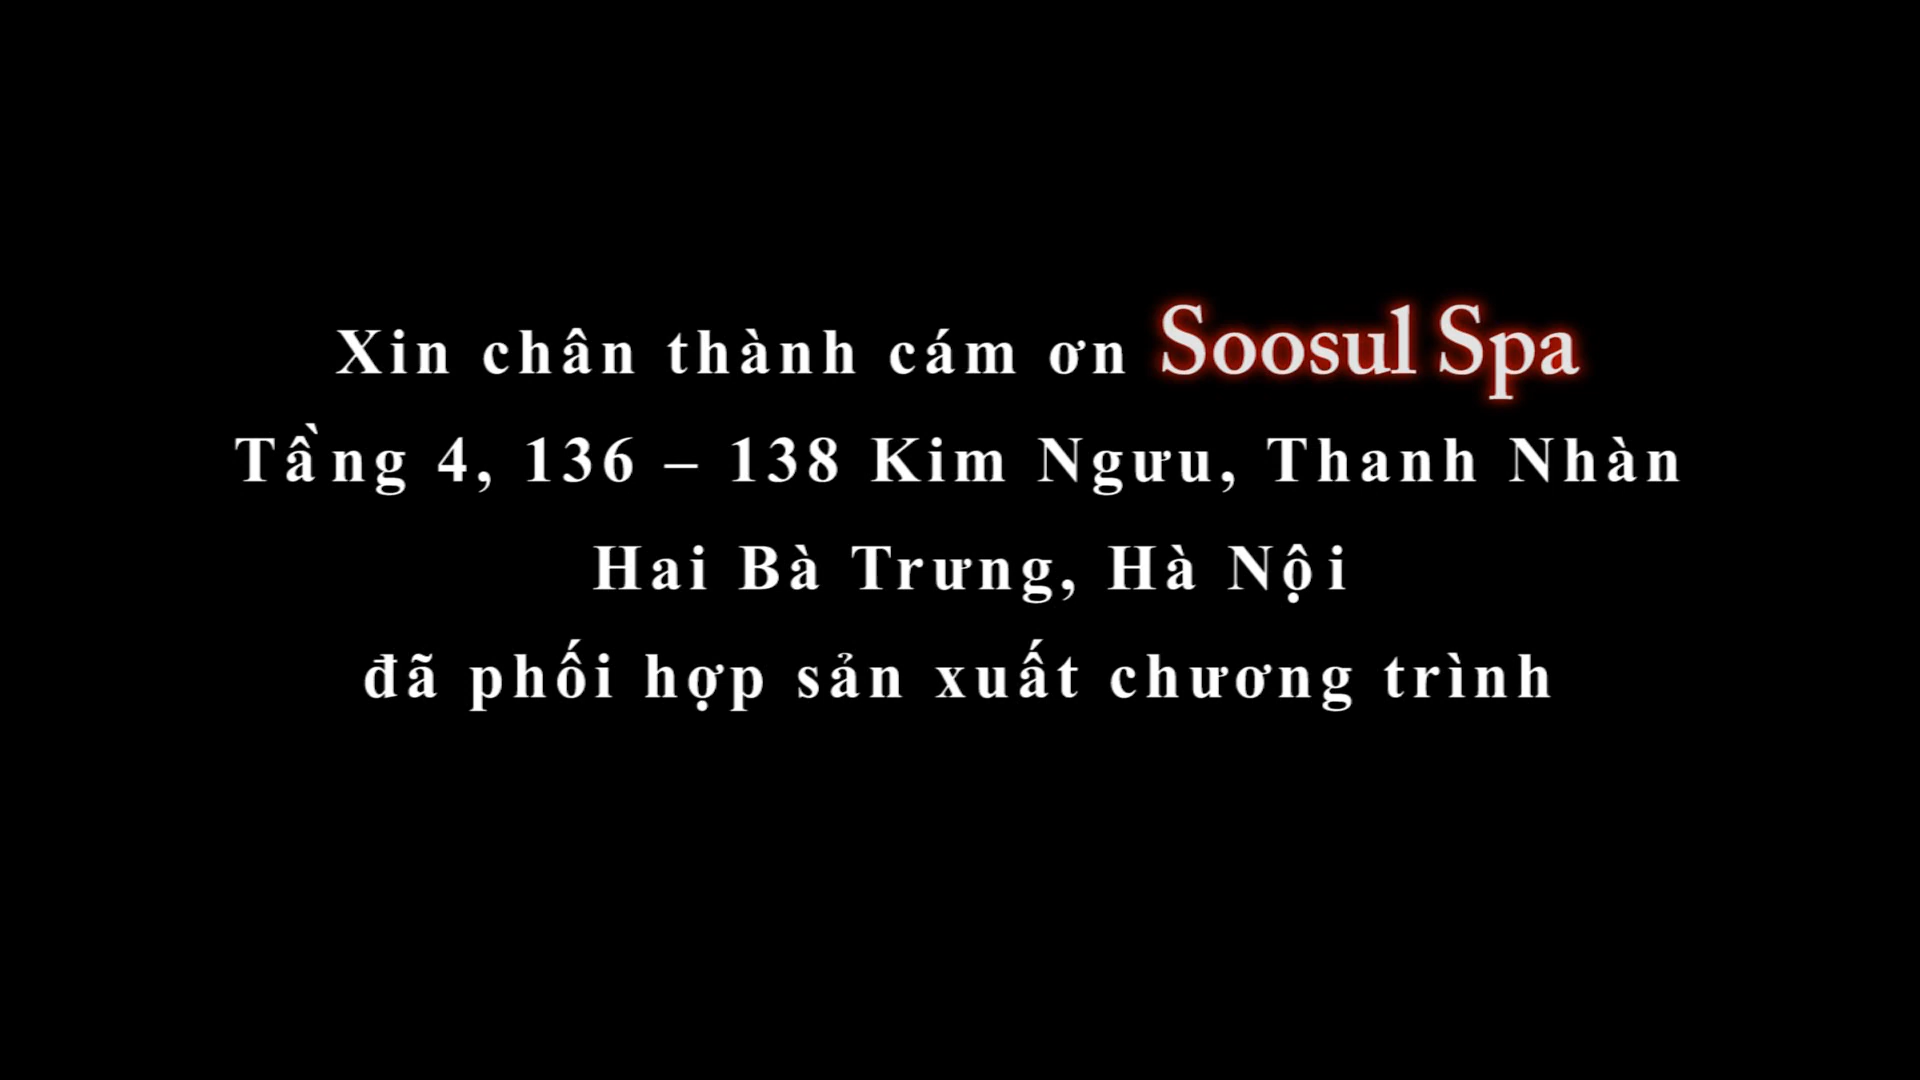 Xin chân thành cám ơn Soosul Spa
Tầng 4, 136 – 138 Kim Ngưu, Thanh Nhàn
Hai Bà Trưng, Hà Nội
đã phối hợp sản xuất chương trình